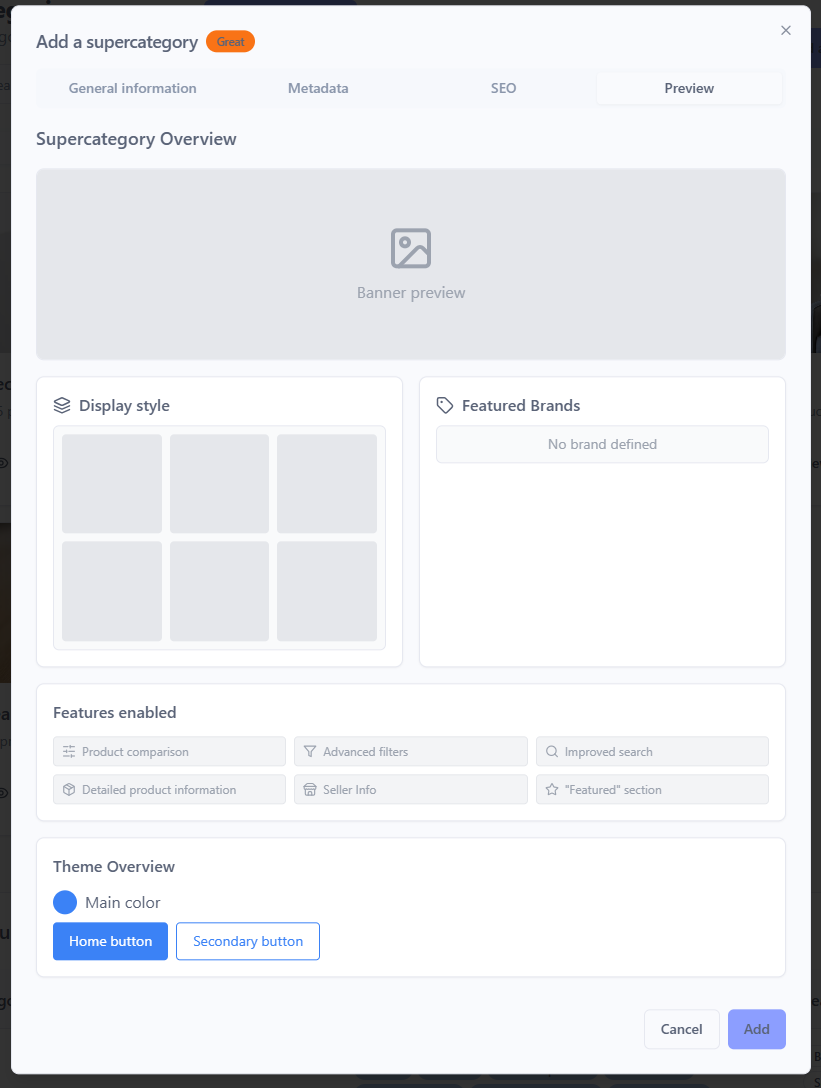 Add a supercategory Great
General information Metadata SEO Preview
Supercategory Overview
Banner preview
Display style
Featured Brands
No brand defined
Features enabled
Product comparison Advanced filters Improved search
Detailed product information Seller Info "Featured" section
Theme Overview
Main color
Home button Secondary button
Cancel Add